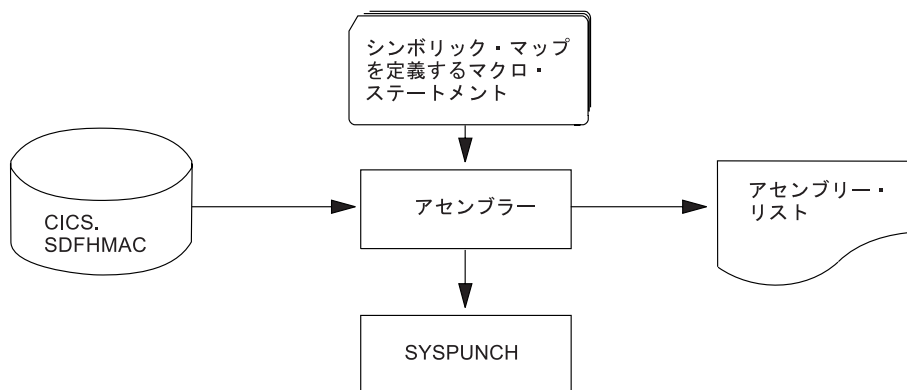 シンボリック・マップ
を定義するマクロ・
ステートメント
CICS.
SDFHMAC
アセンブラー
アセンブリー・
リスト
SYSPUNCH